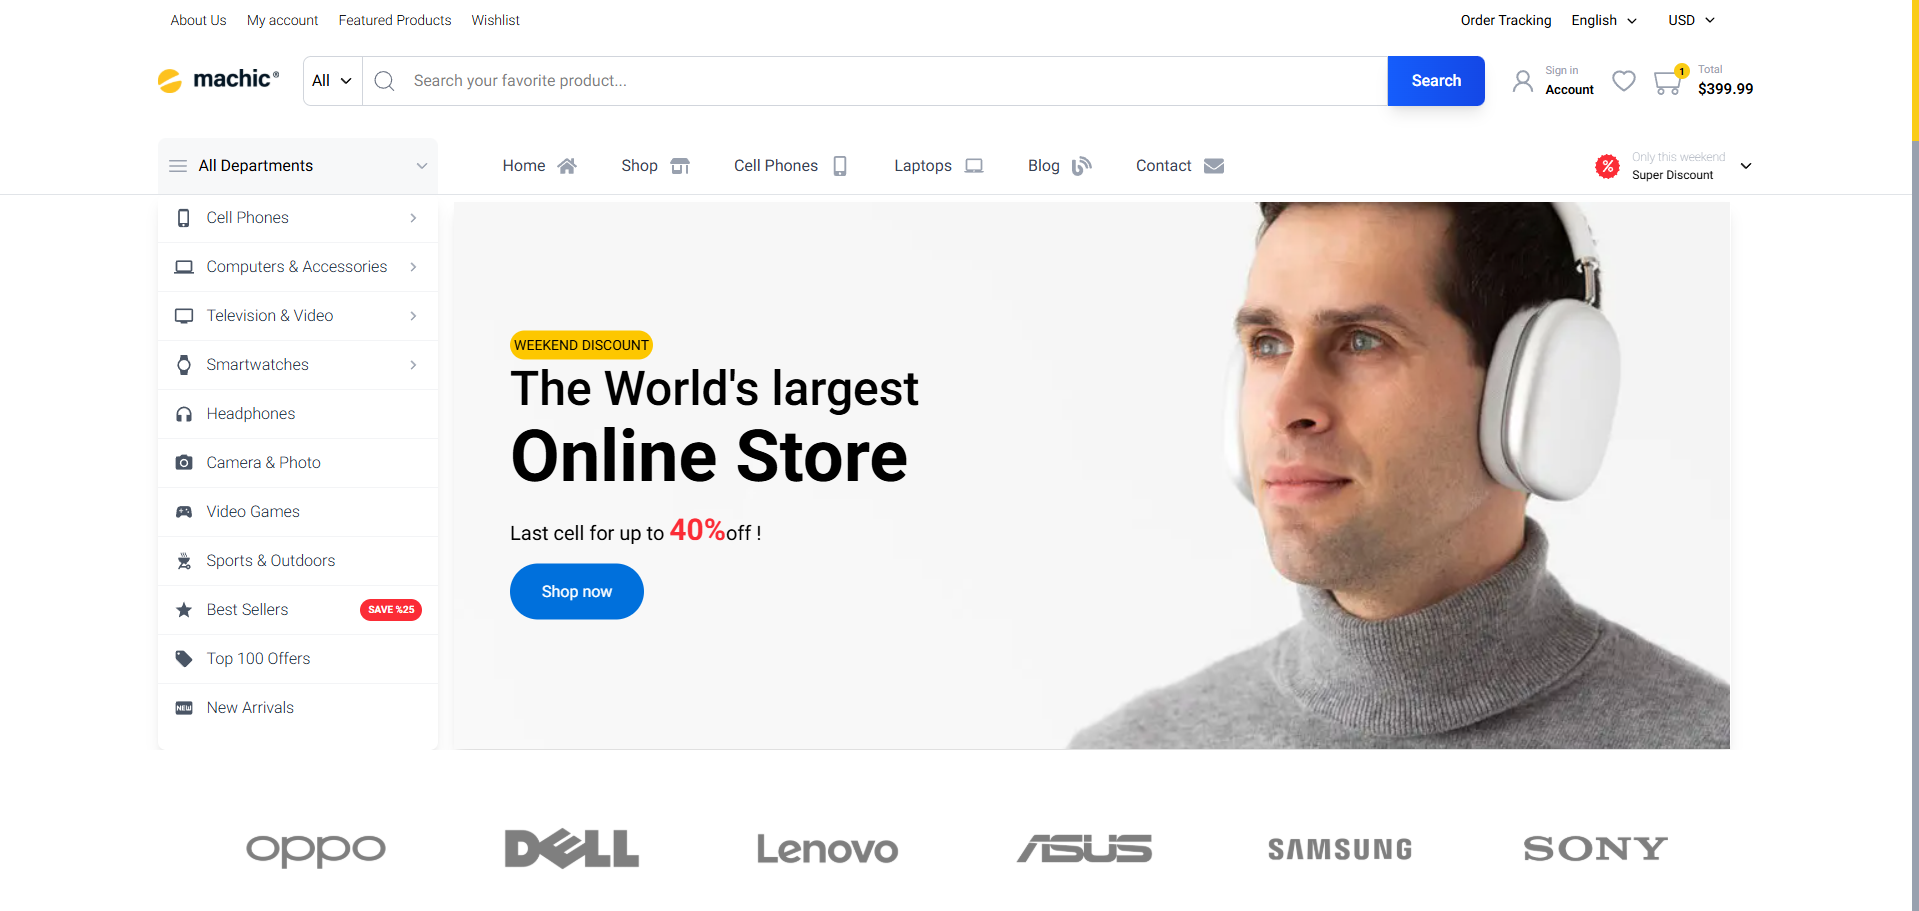 About Us My account Featured Products Wishlist Order Tracking English USD
machic® All Search your favorite product... Search Sign in Account 1 Total $399.99
All Departments Home Shop Cell Phones Laptops Blog Contact % Only this weekend Super Discount
Cell Phones
Computers & Accessories
Television & Video
Smartwatches
Headphones
Camera & Photo
Video Games
Sports & Outdoors
Best Sellers SAVE %25
Top 100 Offers
NEW New Arrivals
WEEKEND DISCOUNT
The World's largest
Online Store
Last cell for up to 40%off !
Shop now
oppo DELL Lenovo ASUS SAMSUNG SONY